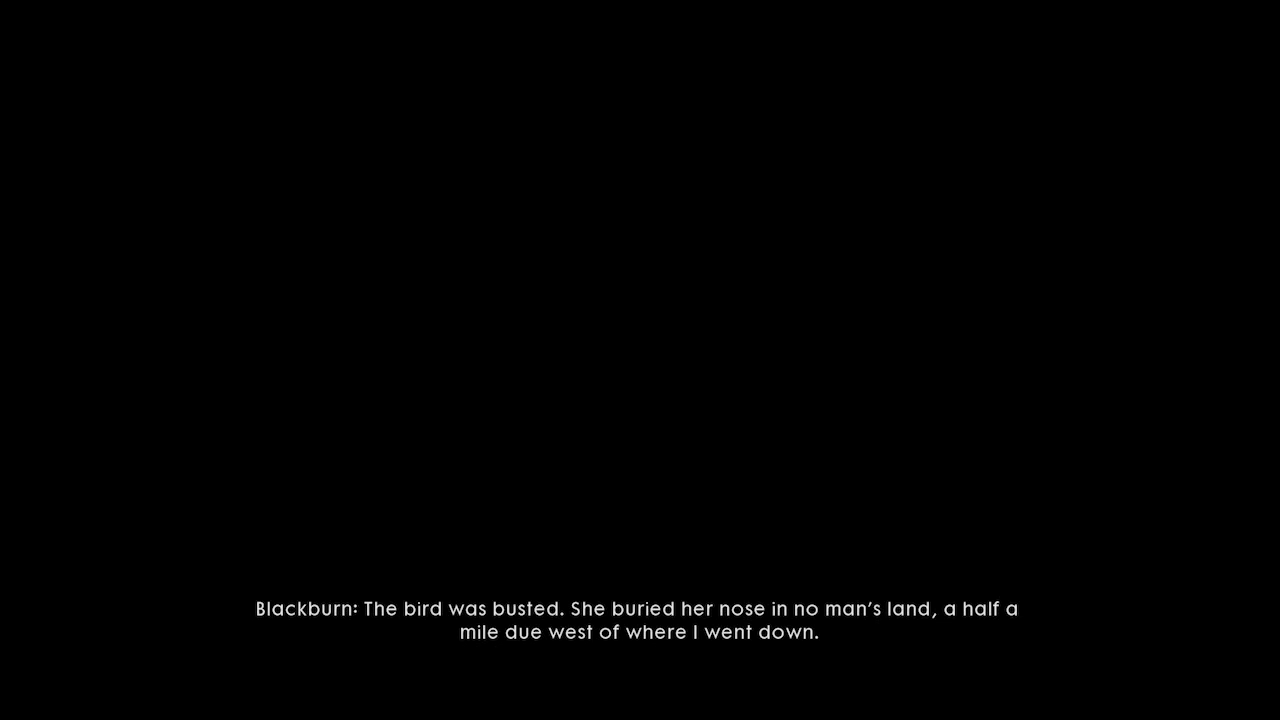 Blackburn: The bird was busted. She buried her nose in no man's land, a half a
mile due west of where I went down.